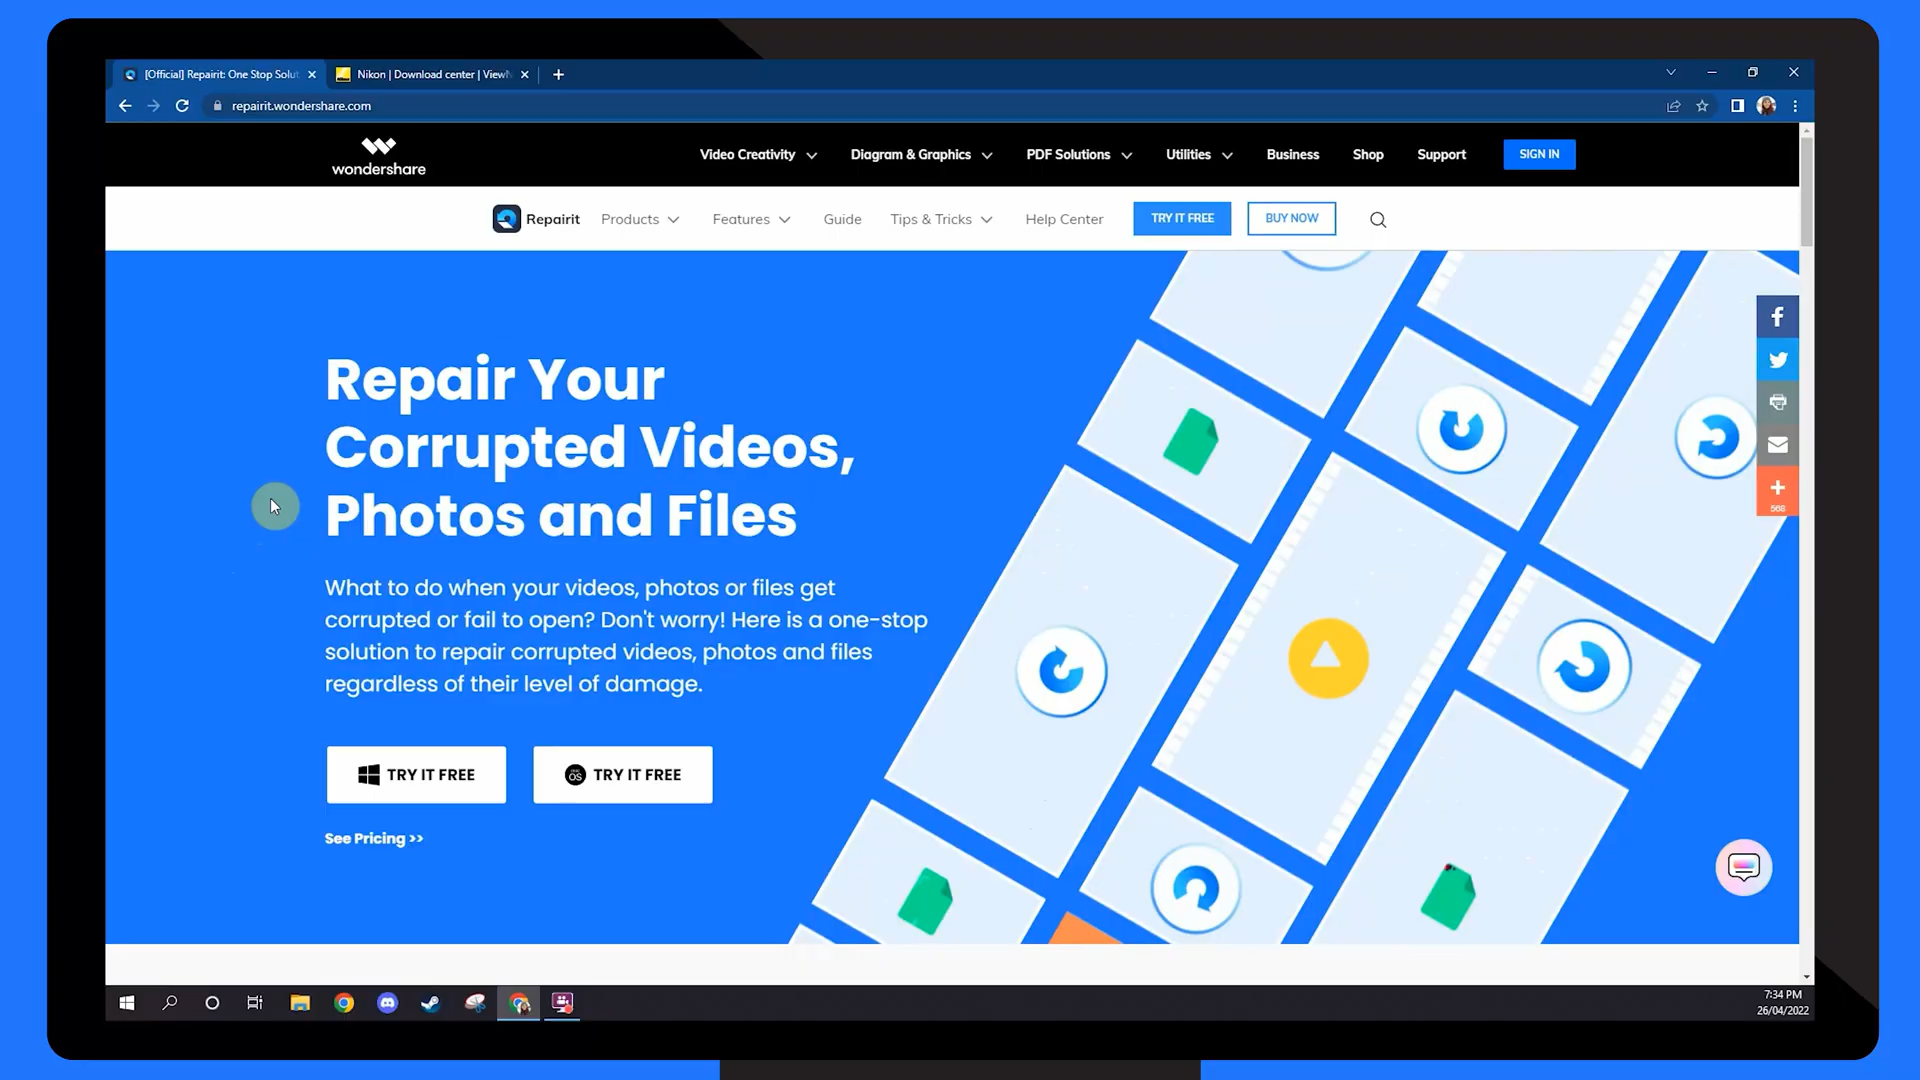 [Official] Repairit: One Stop Solut
Nikon | Download center | ViewN
repairit.wondershare.com
wondershare
Video Creativity
Diagram & Graphics
PDF Solutions
Utilities
Business
Shop
Support
SIGN IN
Repairit
Products
Features
Guide
Tips & Tricks
Help Center
TRY IT FREE
BUY NOW
Repair Your
Corrupted Videos,
Photos and Files
What to do when your videos, photos or files get
corrupted or fail to open? Don't worry! Here is a one-stop
solution to repair corrupted videos, photos and files
regardless of their level of damage.
TRY IT FREE
TRY IT FREE
See Pricing >>
568
7:34 PM
26/04/2022